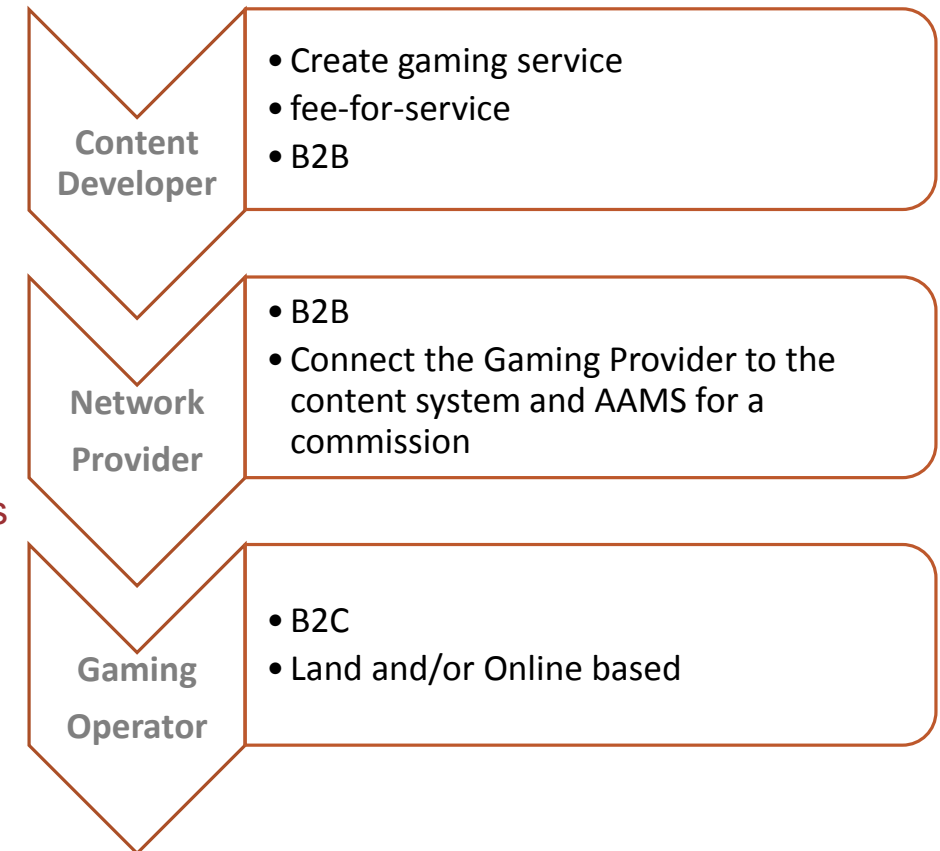 Content
Developer
• Create gaming service
• fee-for-service
• B2B
Network
Provider
• B2B
• Connect the Gaming Provider to the
content system and AAMS for a
commission
s
Gaming
Operator
• B2C
• Land and/or Online based